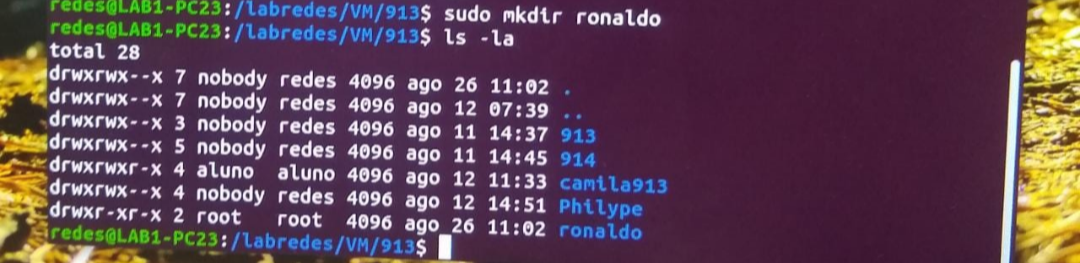 redes@LAB1-PC23:/labredes/VM/913$ sudo mkdir ronaldo
redes@LAB1-PC23:/labredes/VM/913$ ls -la
total 28
drwxrwx--x 7 nobody redes 4096 ago 26 11:02 .
drwxrwx--x 7 nobody redes 4096 ago 12 07:39 ..
drwxrwx--x 3 nobody redes 4096 ago 11 14:37 913
drwxrwx--x 5 nobody redes 4096 ago 11 14:45 914
drwxrwxr-x 4 aluno  aluno 4096 ago 12 11:33 camila913
drwxrwx--x 4 nobody redes 4096 ago 12 14:51 Philype
drwxr-xr-x 2 root   root  4096 ago 26 11:02 ronaldo
redes@LAB1-PC23:/labredes/VM/913$